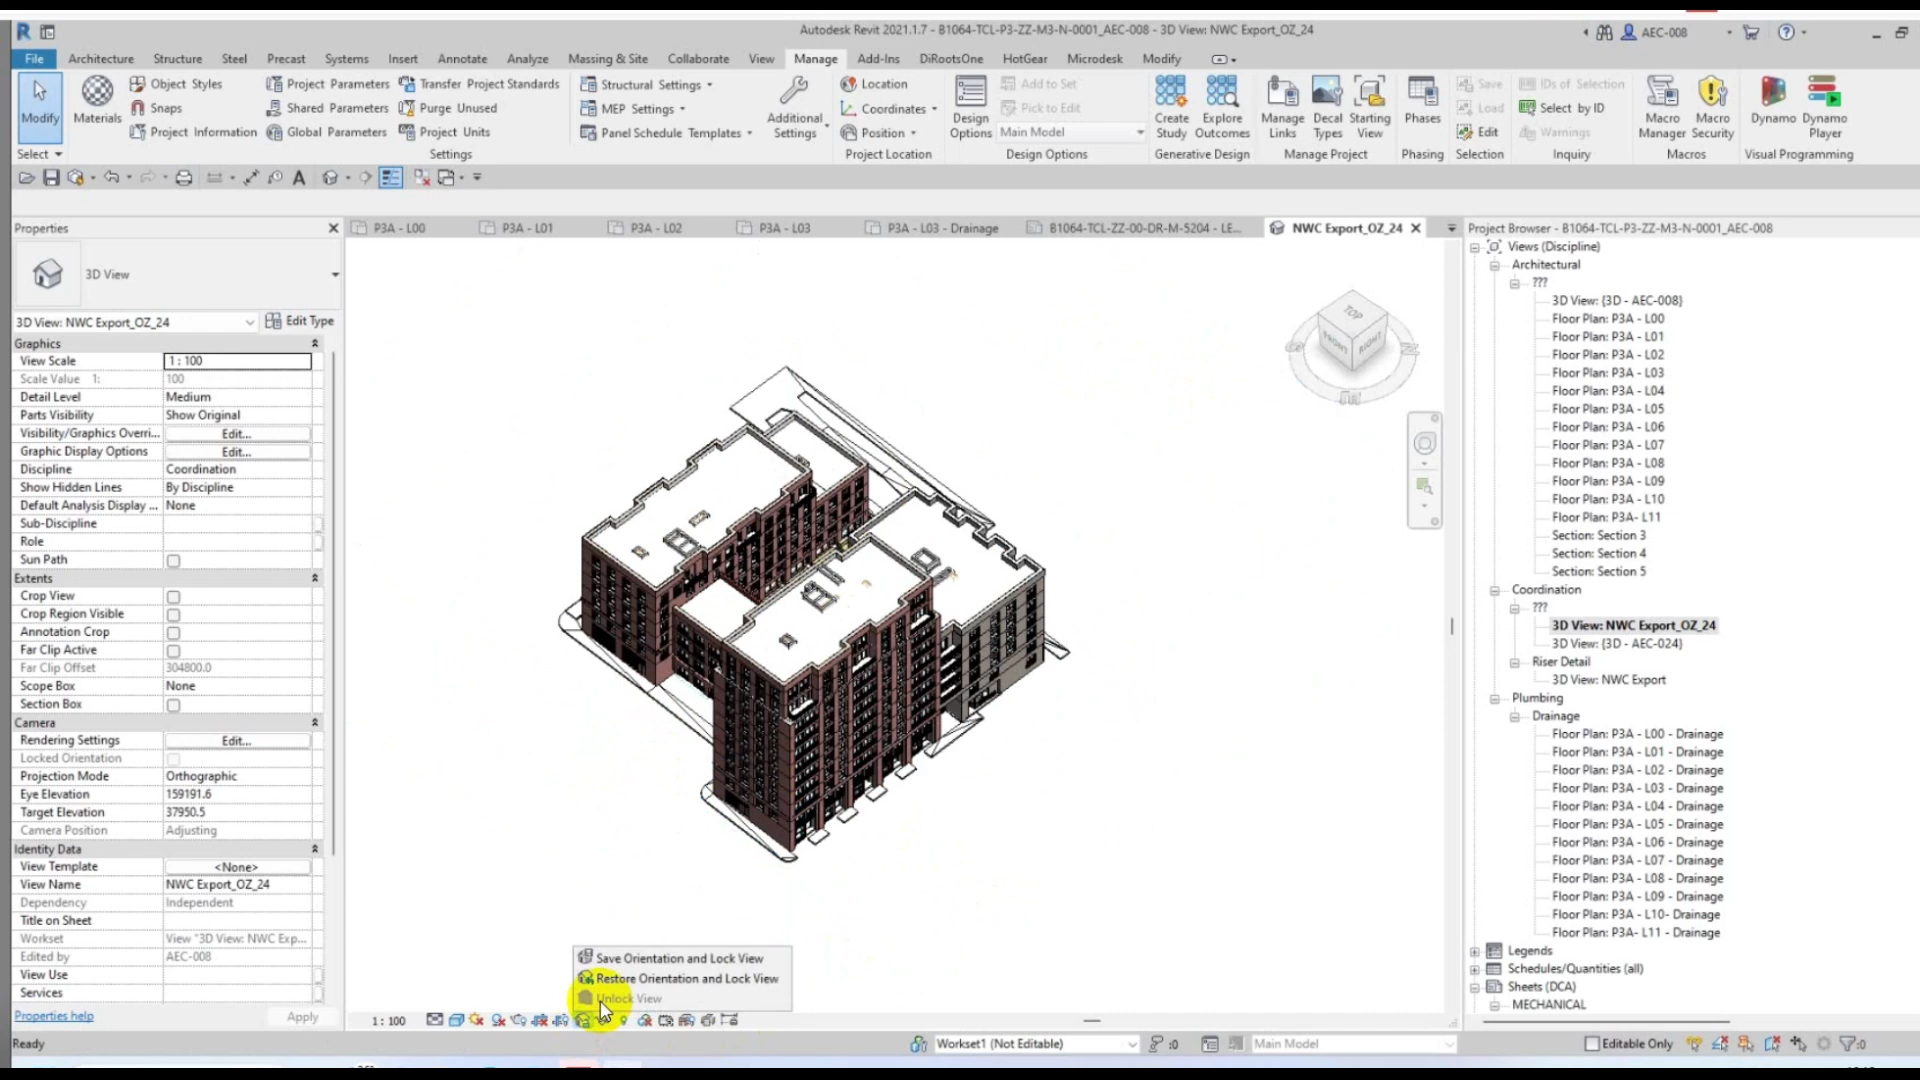 Autodesk Revit 2021.1.7 - B1064-TCL-P3-ZZ-M3-N-0001_AEC-008 - 3D View: NWC Export_OZ_24
AEC-008
File Architecture Structure Steel Precast Systems Insert Annotate Analyze Massing & Site Collaborate View Manage Add-Ins DiRootsOne HotGear Microdesk Modify
Modify
Select
Materials
Object Styles
Snaps
Project Information
Project Parameters
Shared Parameters
Global Parameters
Transfer Project Standards
Purge Unused
Project Units
Settings
Structural Settings
MEP Settings
Panel Schedule Templates
Additional
Settings
Location
Coordinates
Position
Project Location
Design
Options
Add to Set
Pick to Edit
Main Model
Design Options
Create
Study
Explore
Outcomes
Generative Design
Manage
Links
Decal
Types
Starting
View
Manage Project
Phases
Phasing
Save
Load
Edit
Selection
IDs of Selection
Select by ID
Warnings
Inquiry
Macro
Manager
Macro
Security
Macros
Dynamo
Dynamo
Player
Visual Programming
Properties
3D View
3D View: NWC Export_OZ_24
Edit Type
Graphics
View Scale 1 : 100
Scale Value 1: 100
Detail Level Medium
Parts Visibility Show Original
Visibility/Graphics Overri... Edit...
Graphic Display Options Edit...
Discipline Coordination
Show Hidden Lines By Discipline
Default Analysis Display ... None
Sub-Discipline
Role
Sun Path
Extents
Crop View
Crop Region Visible
Annotation Crop
Far Clip Active
Far Clip Offset 304800.0
Scope Box None
Section Box
Camera
Rendering Settings Edit...
Locked Orientation
Projection Mode Orthographic
Eye Elevation 159191.6
Target Elevation 37950.5
Camera Position Adjusting
Identity Data
View Template <None>
View Name NWC Export_OZ_24
Dependency Independent
Title on Sheet
Workset View "3D View: NWC Exp...
Edited by AEC-008
View Use
Services
Properties help
Apply
P3A - L00
P3A - L01
P3A - L02
P3A - L03
P3A - L03 - Drainage
B1064-TCL-ZZ-00-DR-M-5204 - LE...
NWC Export_OZ_24
TOP
FRONT
RIGHT
Save Orientation and Lock View
Restore Orientation and Lock View
Unlock View
1 : 100
Project Browser - B1064-TCL-P3-ZZ-M3-N-0001_AEC-008
Views (Discipline)
Architectural
???
3D View: {3D - AEC-008}
Floor Plan: P3A - L00
Floor Plan: P3A - L01
Floor Plan: P3A - L02
Floor Plan: P3A - L03
Floor Plan: P3A - L04
Floor Plan: P3A - L05
Floor Plan: P3A - L06
Floor Plan: P3A - L07
Floor Plan: P3A - L08
Floor Plan: P3A - L09
Floor Plan: P3A - L10
Floor Plan: P3A- L11
Section: Section 3
Section: Section 4
Section: Section 5
Coordination
???
3D View: NWC Export_OZ_24
3D View: {3D - AEC-024}
Riser Detail
3D View: NWC Export
Plumbing
Drainage
Floor Plan: P3A - L00 - Drainage
Floor Plan: P3A - L01 - Drainage
Floor Plan: P3A - L02 - Drainage
Floor Plan: P3A - L03 - Drainage
Floor Plan: P3A - L04 - Drainage
Floor Plan: P3A - L05 - Drainage
Floor Plan: P3A - L06 - Drainage
Floor Plan: P3A - L07 - Drainage
Floor Plan: P3A - L08 - Drainage
Floor Plan: P3A - L09 - Drainage
Floor Plan: P3A - L10- Drainage
Floor Plan: P3A- L11 - Drainage
Legends
Schedules/Quantities (all)
Sheets (DCA)
MECHANICAL
Ready
Workset1 (Not Editable)
:0
Main Model
Editable Only
:0